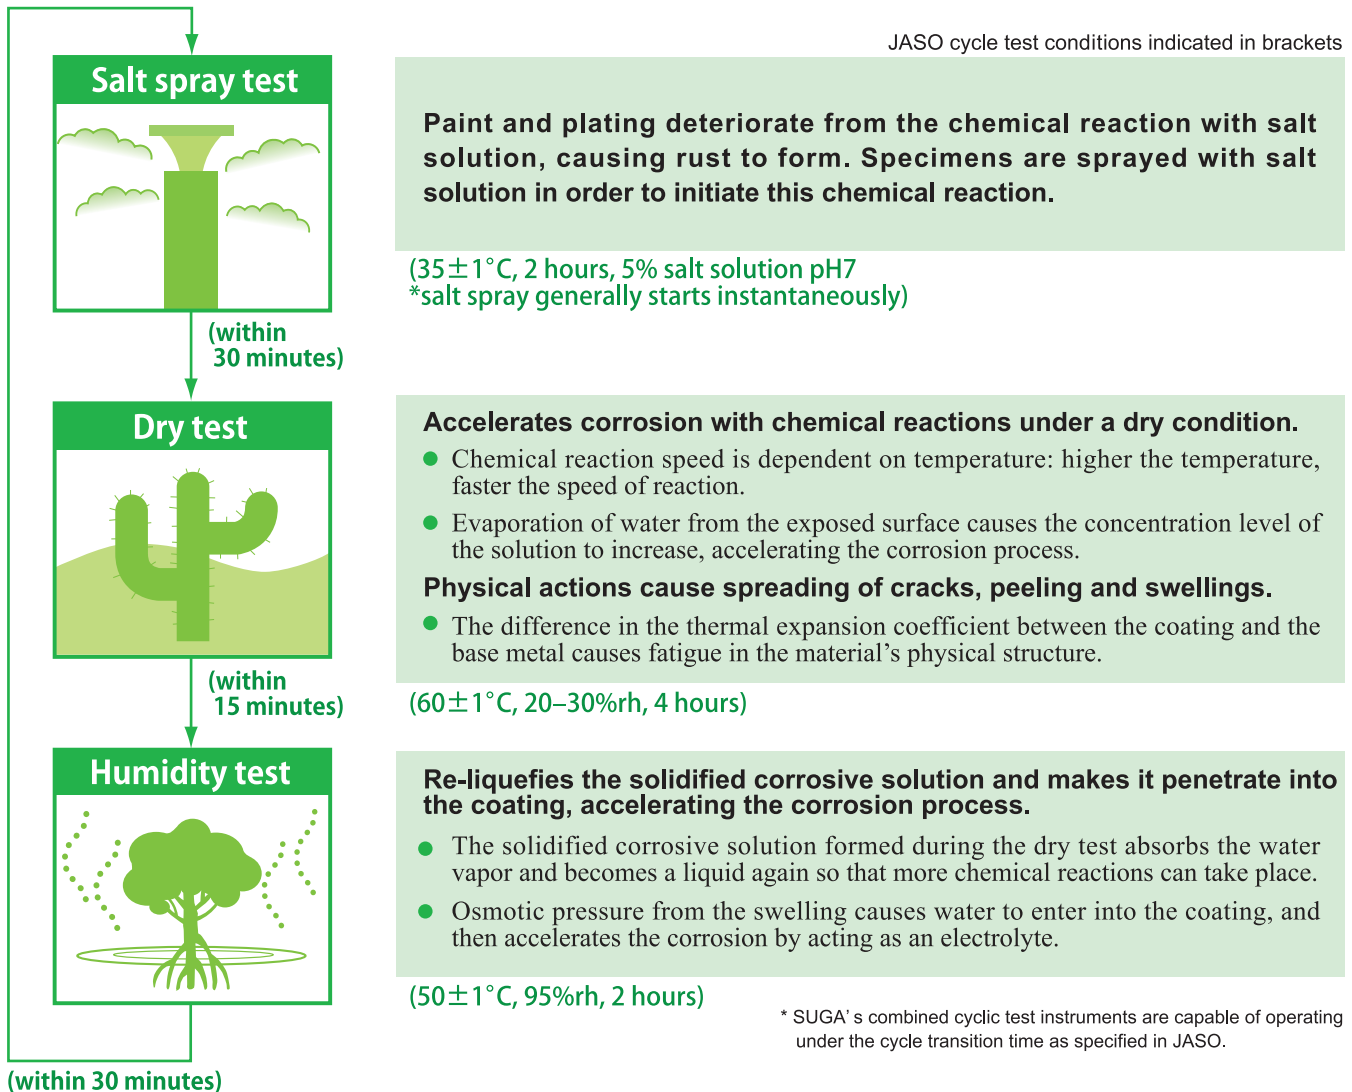 JASO cycle test conditions indicated in brackets
Salt spray test
Paint and plating deteriorate from the chemical reaction with salt
solution, causing rust to form. Specimens are sprayed with salt
solution in order to initiate this chemical reaction.
(35±1°C, 2 hours, 5% salt solution pH7
*salt spray generally starts instantaneously)
(within
30 minutes)
Dry test
Accelerates corrosion with chemical reactions under a dry condition.
● Chemical reaction speed is dependent on temperature: higher the temperature,
faster the speed of reaction.
● Evaporation of water from the exposed surface causes the concentration level of
the solution to increase, accelerating the corrosion process.
Physical actions cause spreading of cracks, peeling and swellings.
● The difference in the thermal expansion coefficient between the coating and the
base metal causes fatigue in the material's physical structure.
(60±1°C, 20–30%rh, 4 hours)
(within
15 minutes)
Humidity test
Re-liquefies the solidified corrosive solution and makes it penetrate into
the coating, accelerating the corrosion process.
● The solidified corrosive solution formed during the dry test absorbs the water
vapor and becomes a liquid again so that more chemical reactions can take place.
● Osmotic pressure from the swelling causes water to enter into the coating, and
then accelerates the corrosion by acting as an electrolyte.
(50±1°C, 95%rh, 2 hours)
* SUGA' s combined cyclic test instruments are capable of operating
under the cycle transition time as specified in JASO.
(within 30 minutes)